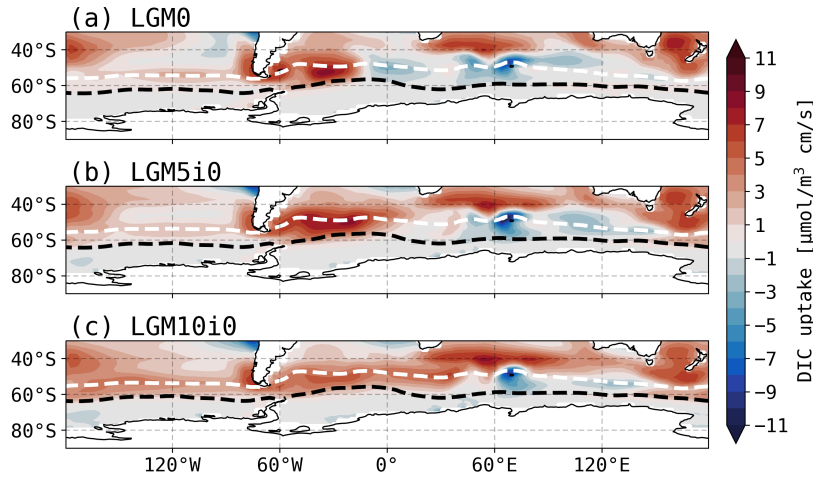 (a) LGM0
40°S
60°S
80°S
(b) LGM5i0
40°S
60°S
80°S
(c) LGM10i0
40°S
60°S
80°S
120°W 60°W 0° 60°E 120°E
11
9
7
5
3
1
−1
−3
−5
−7
−9
−11
DIC uptake [μmol/m³ cm/s]